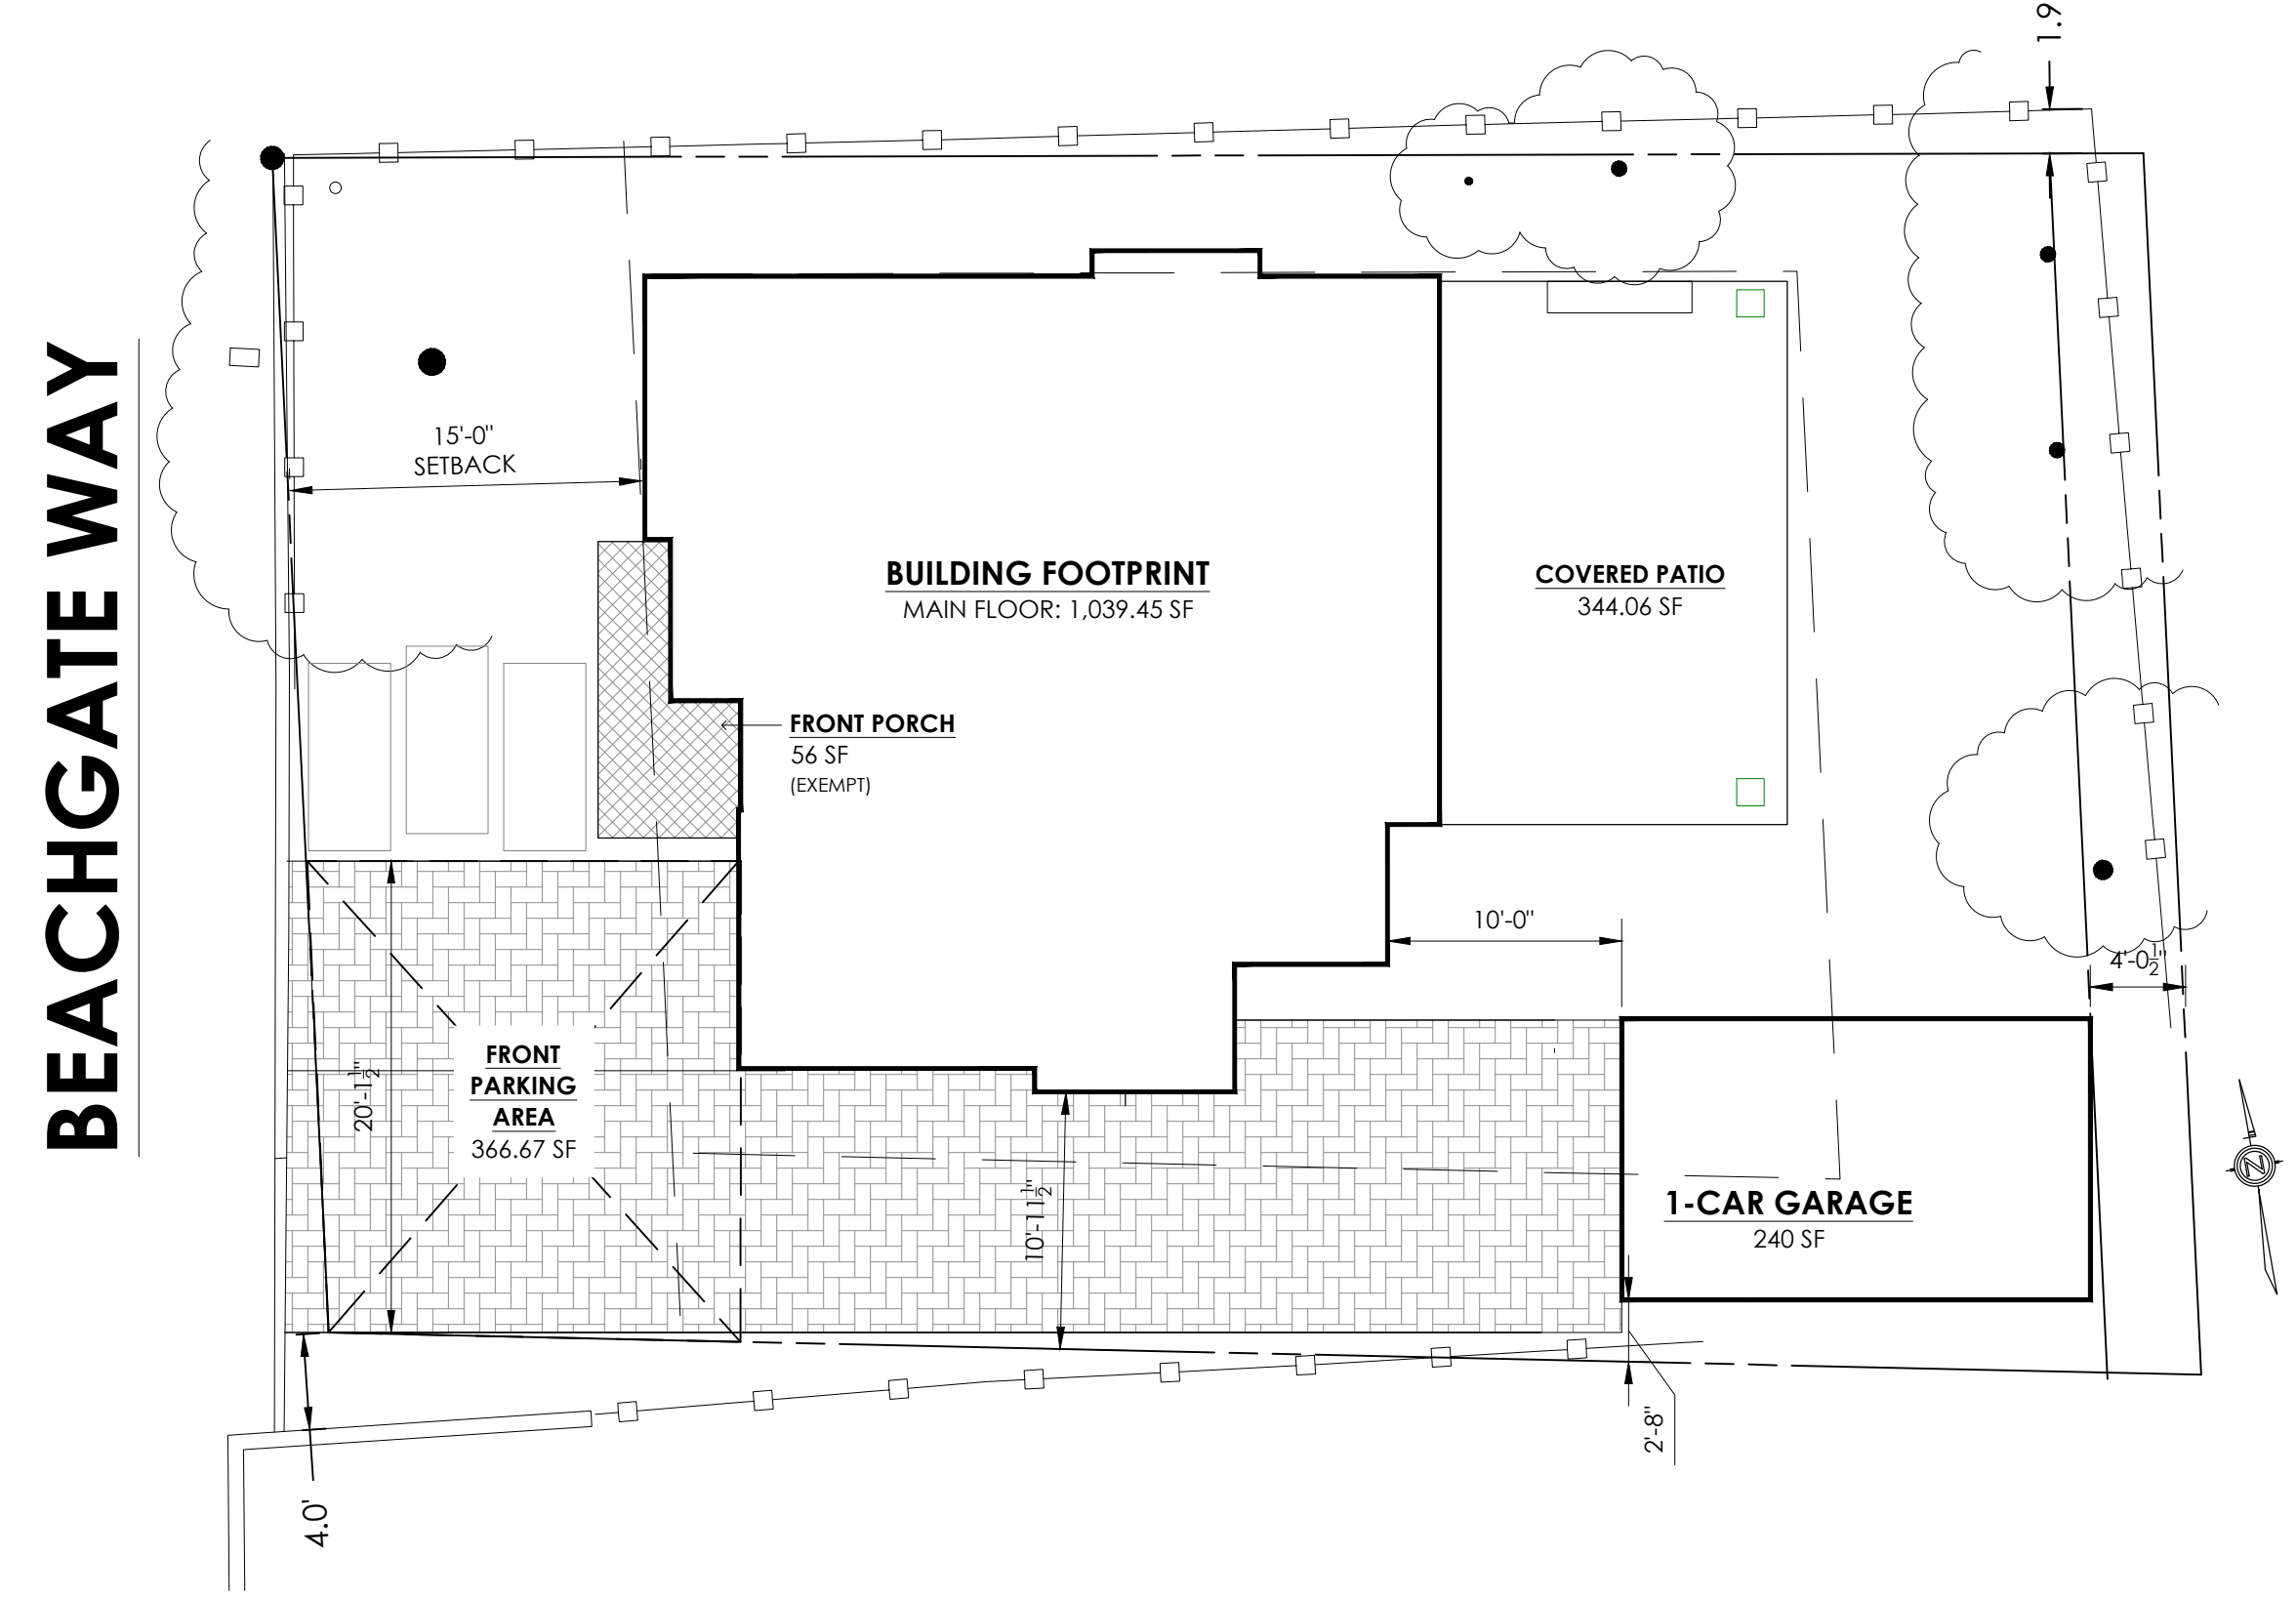 1.9
BEACHGATE WAY
15'-0"
SETBACK
BUILDING FOOTPRINT
MAIN FLOOR: 1,039.45 SF
COVERED PATIO
344.06 SF
FRONT PORCH
56 SF
(EXEMPT)
10'-0"
4'-0½"
FRONT
PARKING
AREA
366.67 SF
20'-1½"
10'-11½"
1-CAR GARAGE
240 SF
N
2'-8"
4.0'